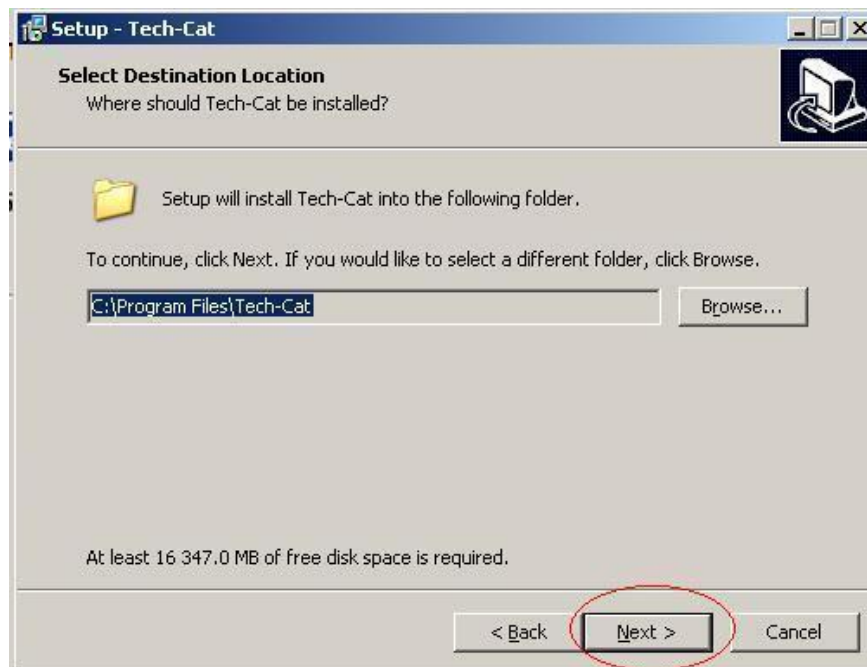 Setup - Tech-Cat
Select Destination Location
Where should Tech-Cat be installed?
Setup will install Tech-Cat into the following folder.
To continue, click Next. If you would like to select a different folder, click Browse.
C:\Program Files\Tech-Cat
Browse...
At least 16 347.0 MB of free disk space is required.
< Back
Next >
Cancel